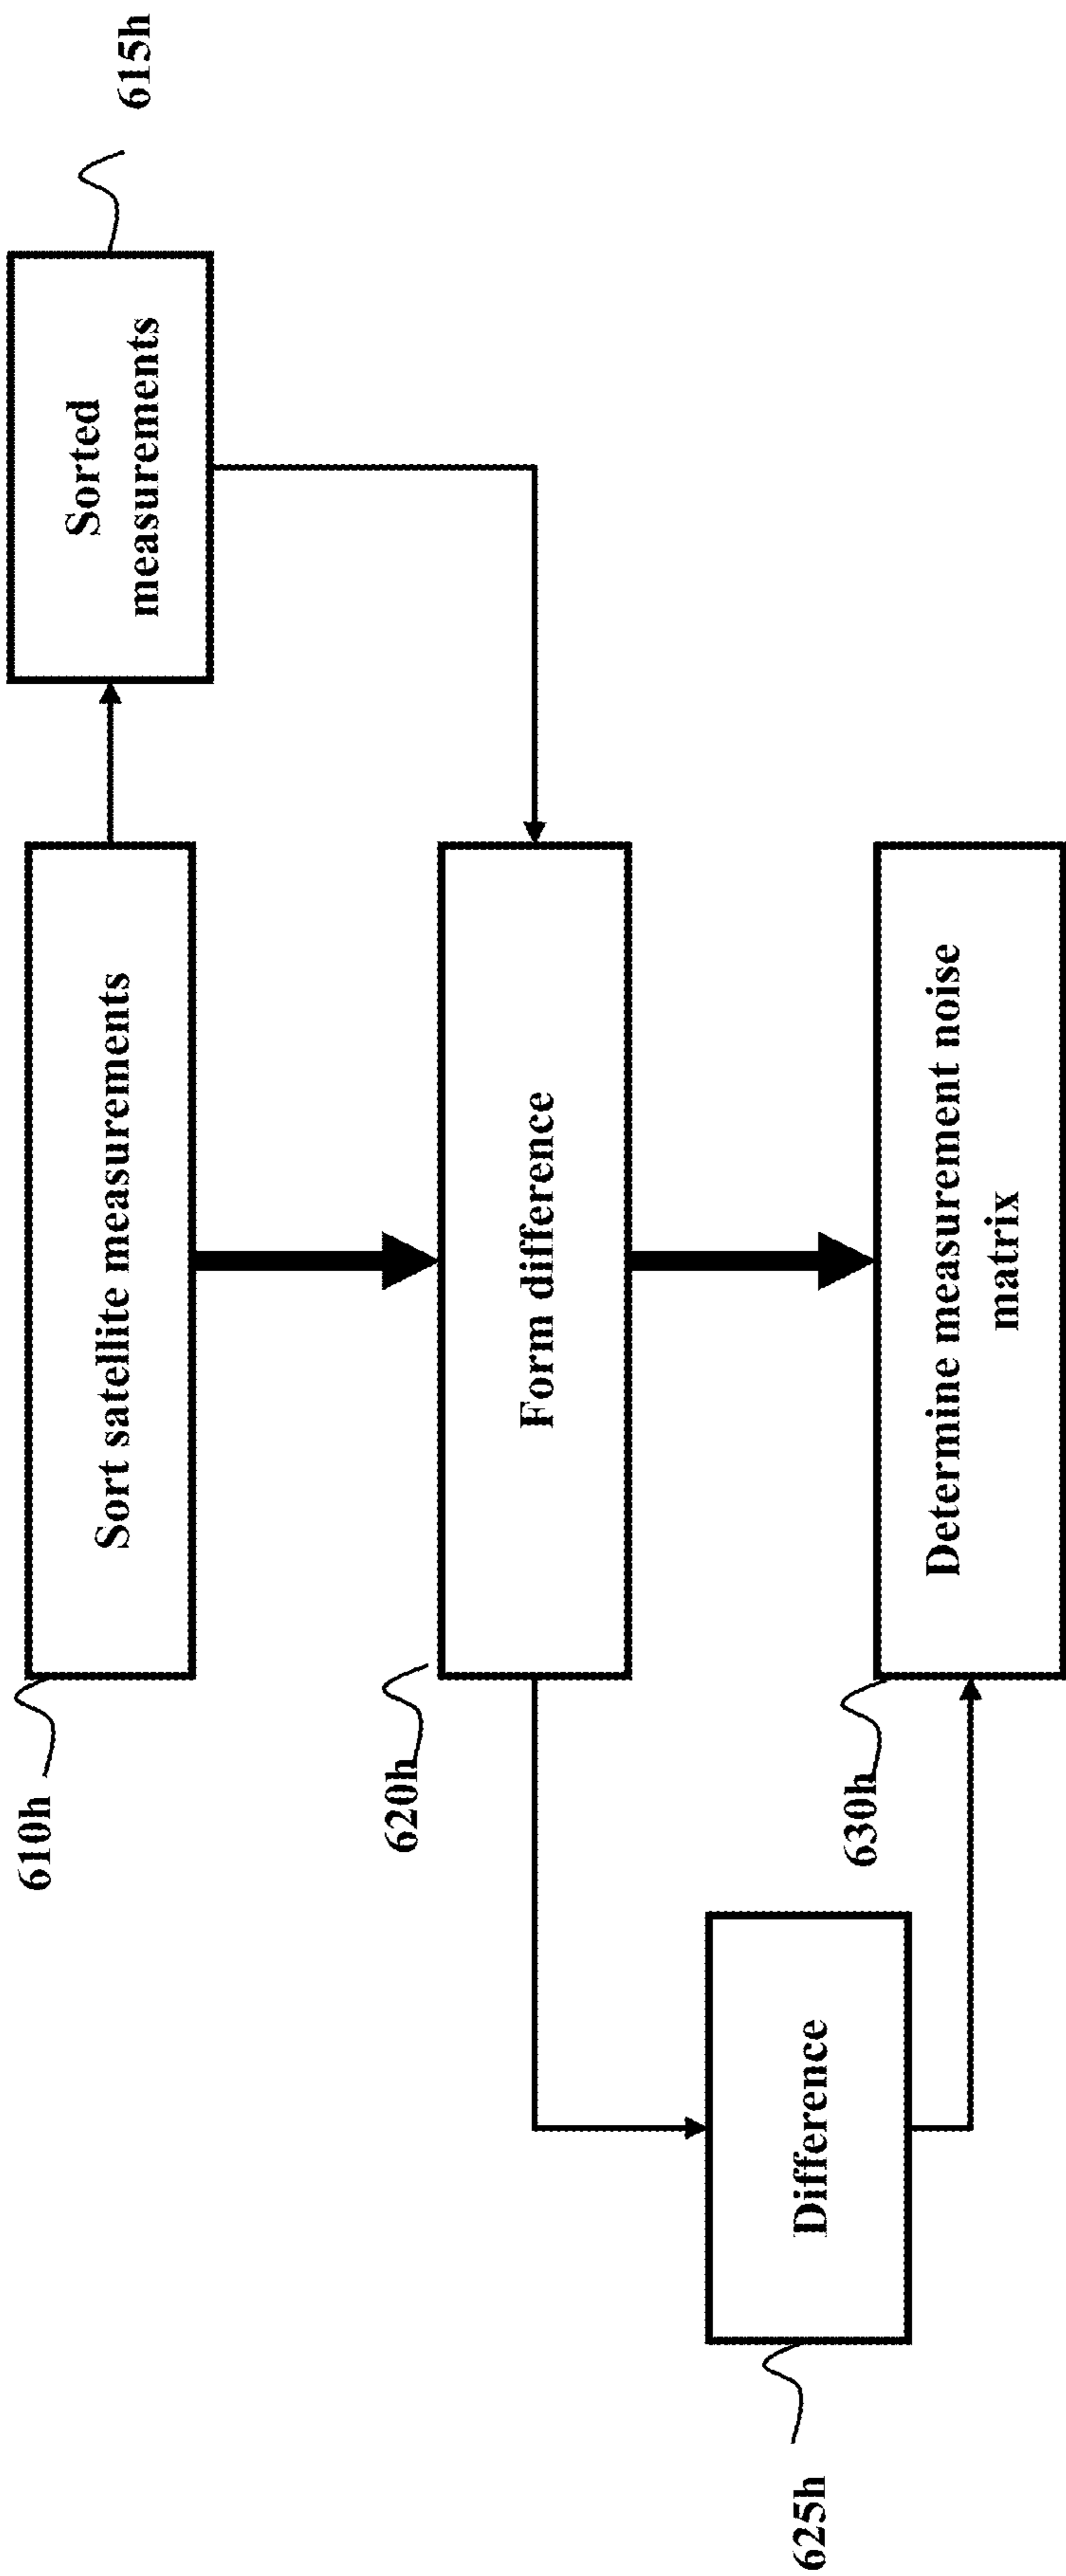 610h
Sort satellite measurements
Sorted
measurements
615h
620h
Form difference
625h
Difference
630h
Determine measurement noise
matrix